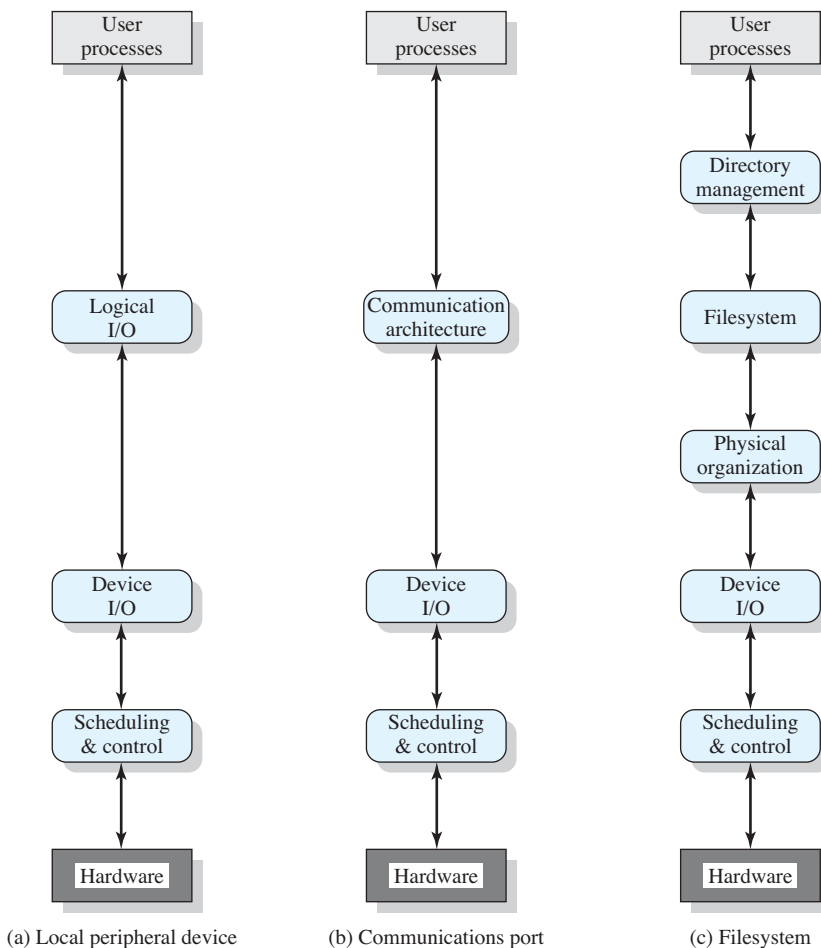 User
processes
Logical
I/O
Device
I/O
Scheduling
& control
Hardware
(a) Local peripheral device
User
processes
Communication
architecture
Device
I/O
Scheduling
& control
Hardware
(b) Communications port
User
processes
Directory
management
Filesystem
Physical
organization
Device
I/O
Scheduling
& control
Hardware
(c) Filesystem